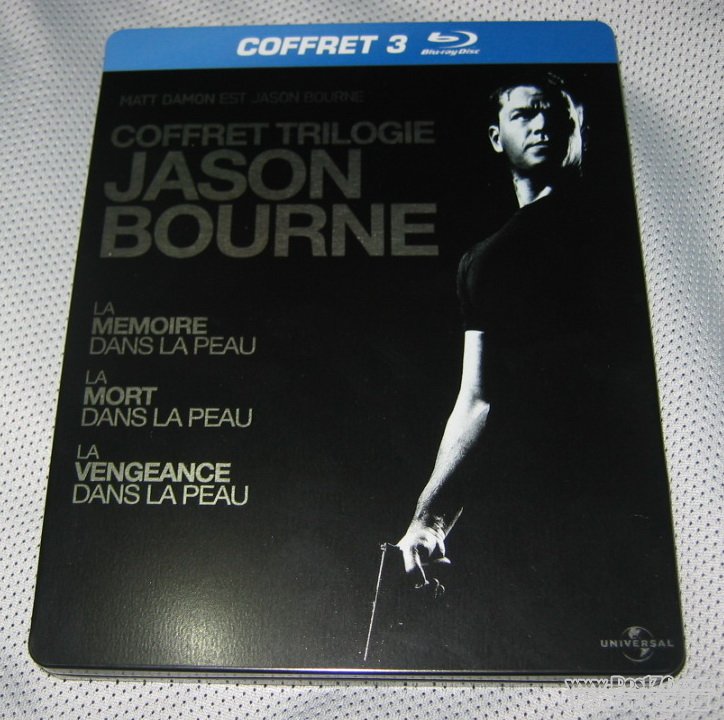 COFFRET 3 Blu-ray Disc
MATT DAMON EST JASON BOURNE
COFFRET TRILOGIE
JASON
BOURNE
LA
MEMOIRE
DANS LA PEAU
LA
MORT
DANS LA PEAU
LA
VENGEANCE
DANS LA PEAU
UNIVERSAL